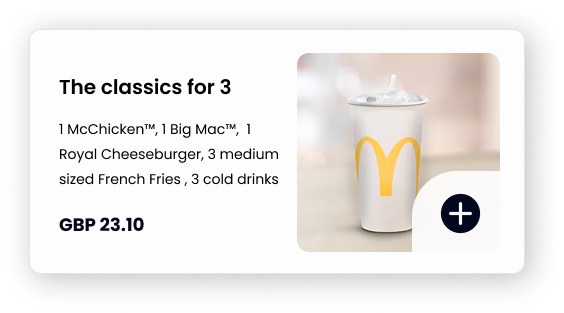 The classics for 3
1 McChicken™, 1 Big Mac™, 1
Royal Cheeseburger, 3 medium
sized French Fries , 3 cold drinks
GBP 23.10